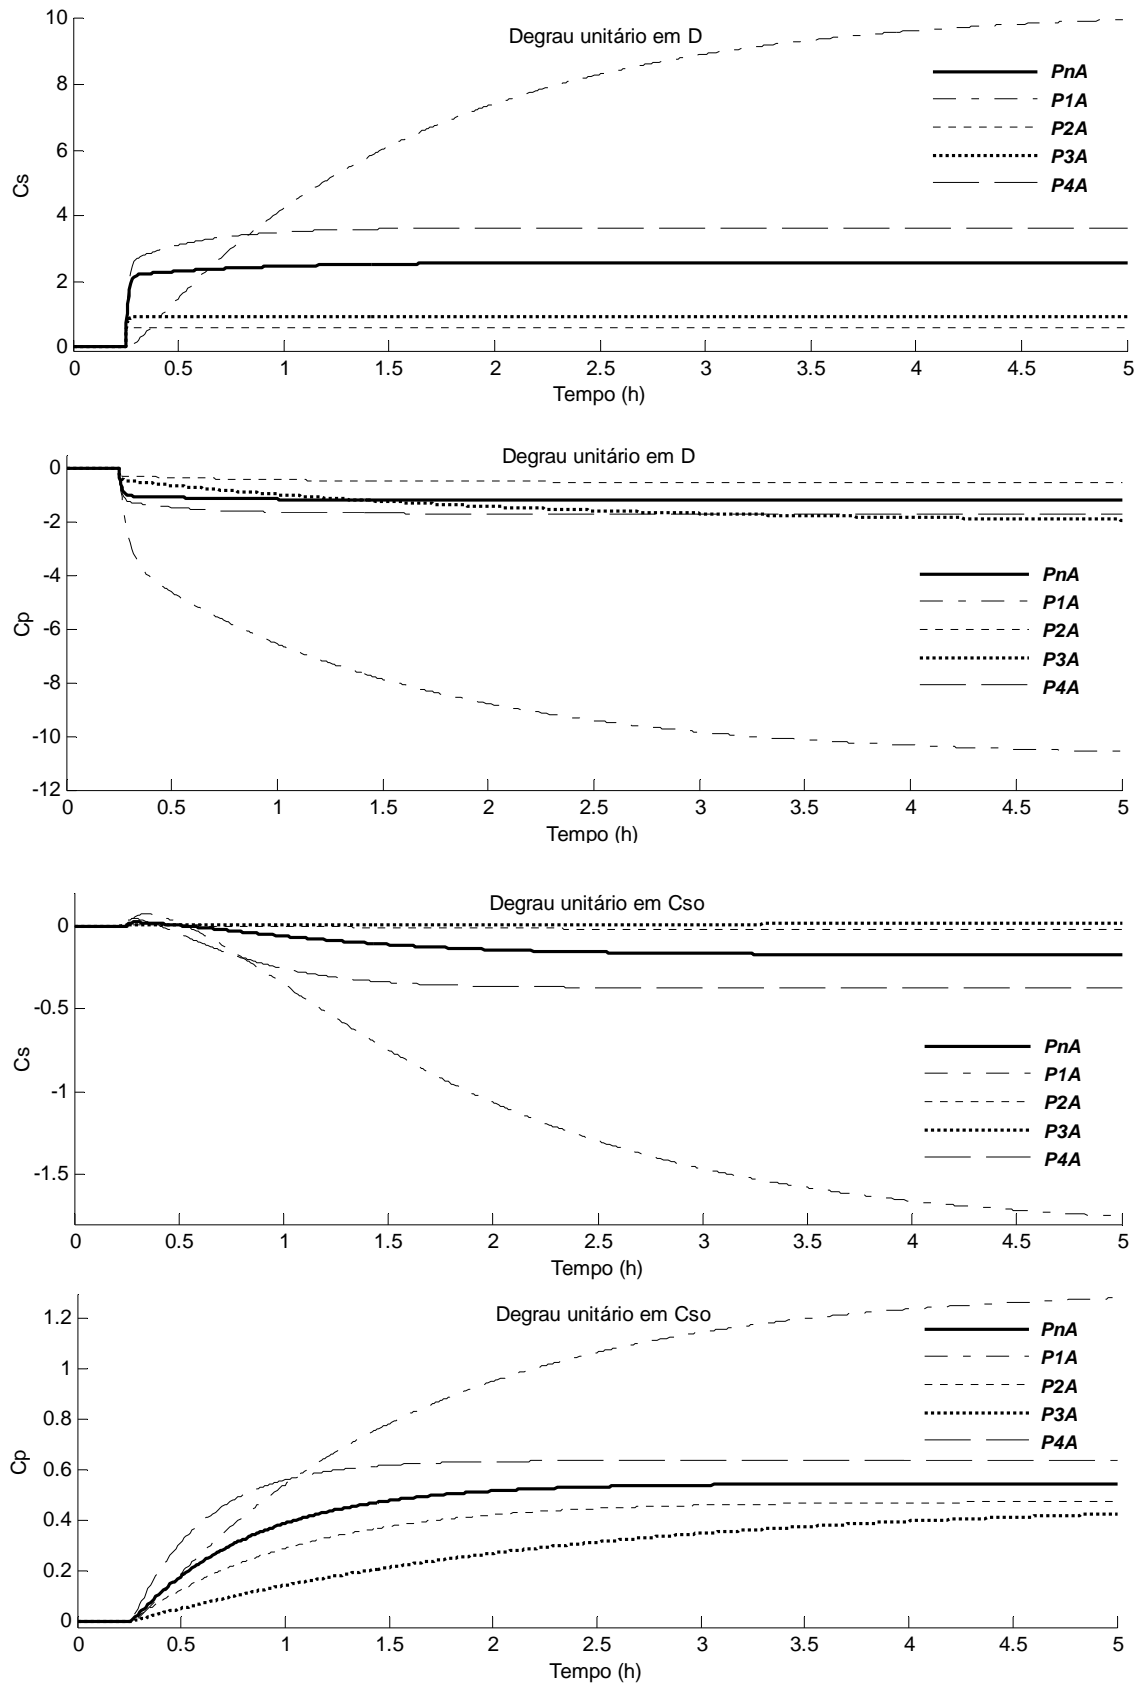 Degrau unitário em D
10
8
6
4
2
0
Cs
PnA
P1A
P2A
P3A
P4A
0 0.5 1 1.5 2 2.5 3 3.5 4 4.5 5
Tempo (h)
Degrau unitário em D
0
-2
-4
-6
-8
-10
-12
Cp
PnA
P1A
P2A
P3A
P4A
0 0.5 1 1.5 2 2.5 3 3.5 4 4.5 5
Tempo (h)
Degrau unitário em Cso
0
-0.5
-1
-1.5
Cs
PnA
P1A
P2A
P3A
P4A
0 0.5 1 1.5 2 2.5 3 3.5 4 4.5 5
Tempo (h)
Degrau unitário em Cso
1.2
1
0.8
0.6
0.4
0.2
0
Cp
PnA
P1A
P2A
P3A
P4A
0 0.5 1 1.5 2 2.5 3 3.5 4 4.5 5
Tempo (h)